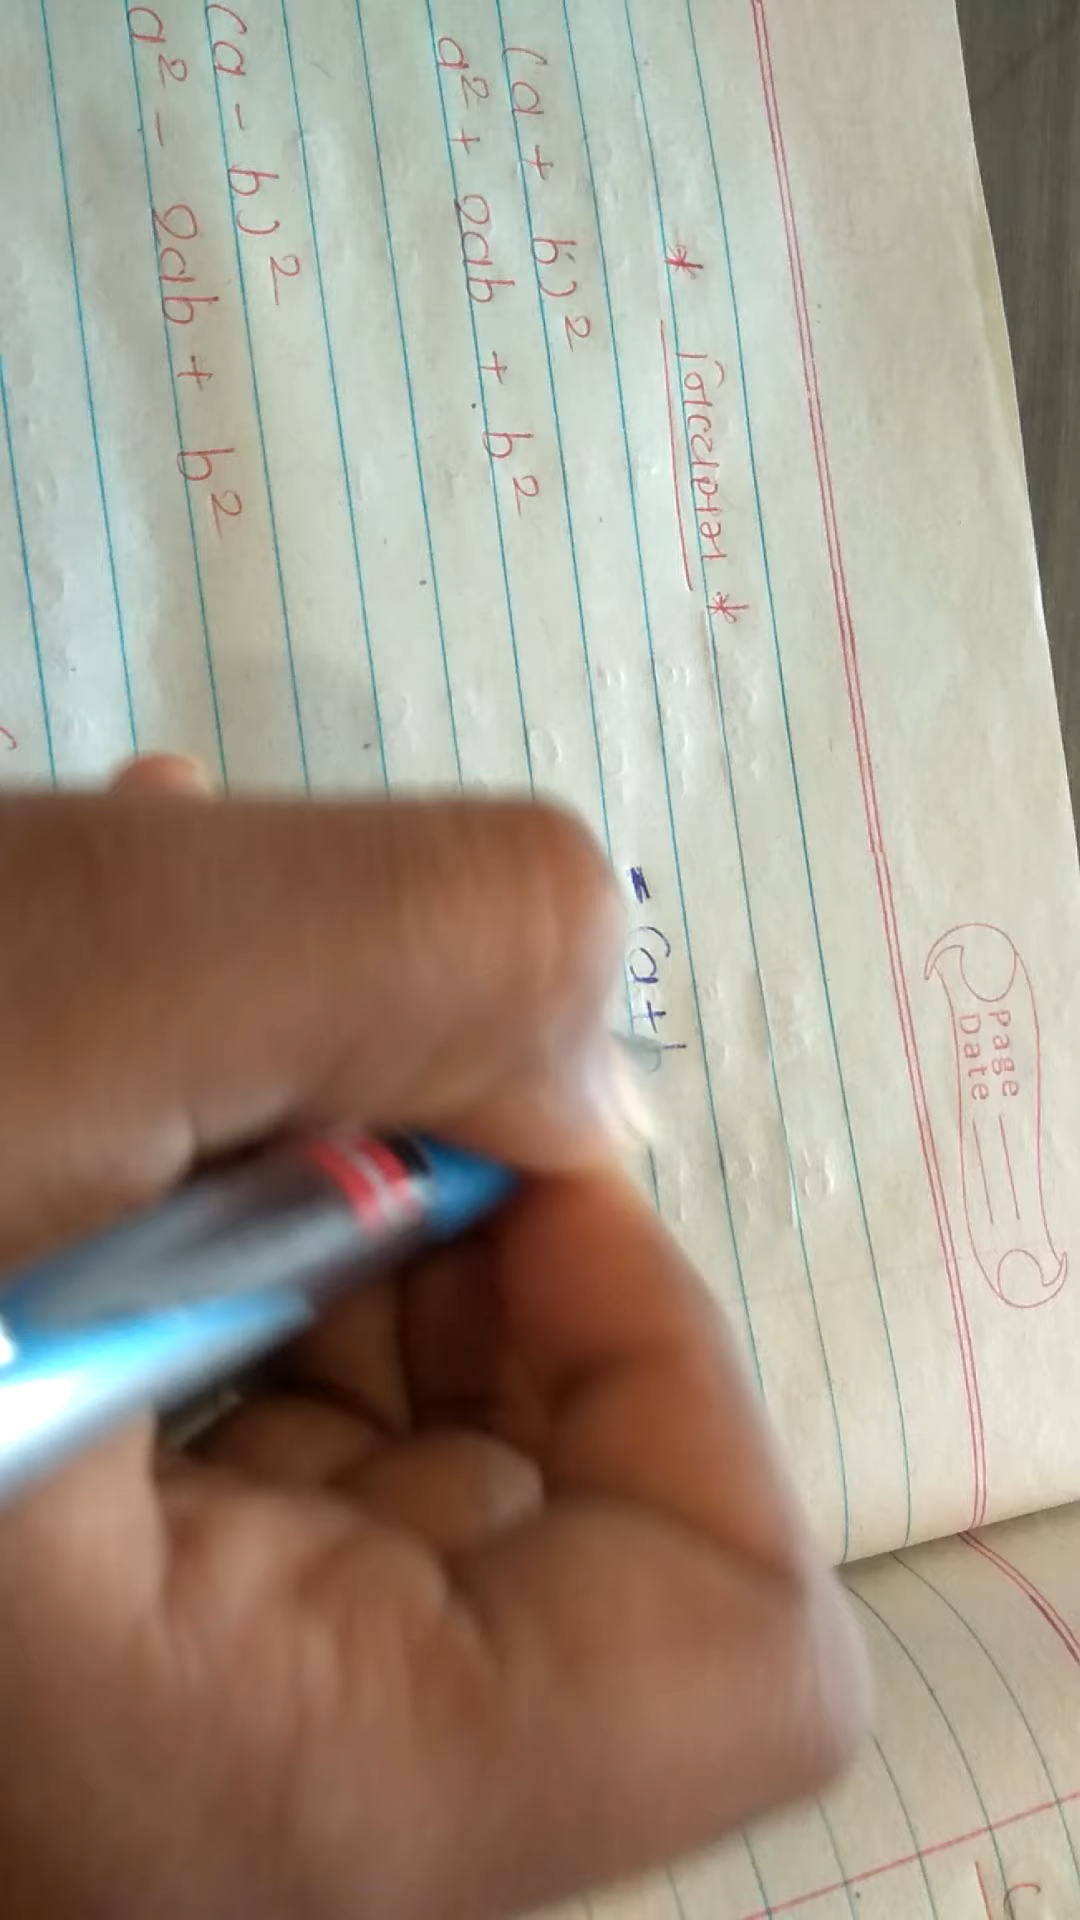 Page
Date
(a + b)²
a² + 2ab + b²
(a - b)²
a² - 2ab + b²
= (a+b